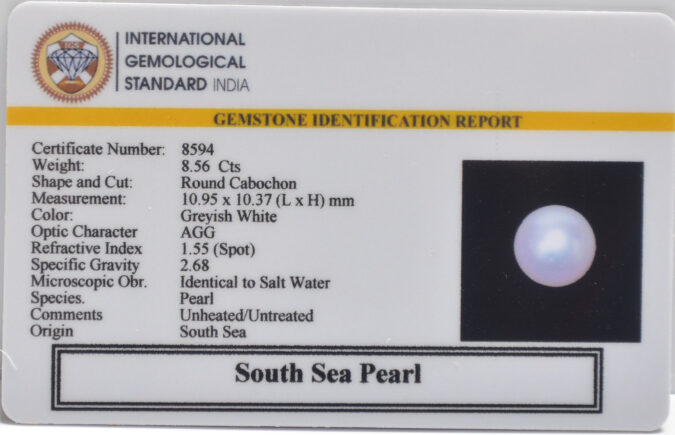 IGS
INTERNATIONAL
GEMOLOGICAL
STANDARD INDIA
GEMSTONE IDENTIFICATION REPORT
Certificate Number: 8594
Weight: 8.56 Cts
Shape and Cut: Round Cabochon
Measurement: 10.95 x 10.37 (L x H) mm
Color: Greyish White
Optic Character AGG
Refractive Index 1.55 (Spot)
Specific Gravity 2.68
Microscopic Obr. Identical to Salt Water
Species. Pearl
Comments Unheated/Untreated
Origin South Sea
South Sea Pearl